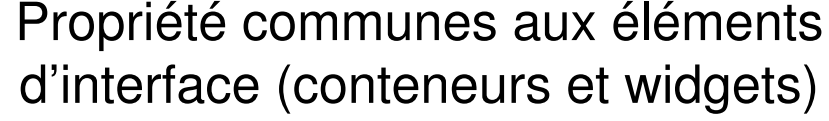 Propriété communes aux éléments
d’interface (conteneurs et widgets)